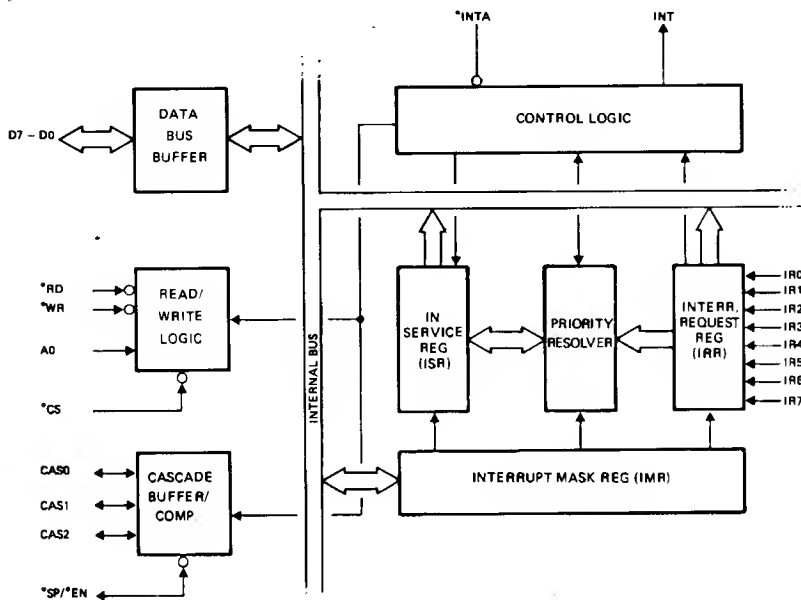 *INTA
INT
D7 – D0
DATA
BUS
BUFFER
CONTROL LOGIC
*RD
*WR
A0
*CS
READ/
WRITE
LOGIC
INTERNAL BUS
IN
SERVICE
REG
(ISR)
PRIORITY
RESOLVER
INTERR.
REQUEST
REG
(IRR)
IR0
IR1
IR2
IR3
IR4
IR5
IR6
IR7
CAS0
CAS1
CAS2
CASCADE
BUFFER/
COMP.
INTERRUPT MASK REG (IMR)
*SP/*EN